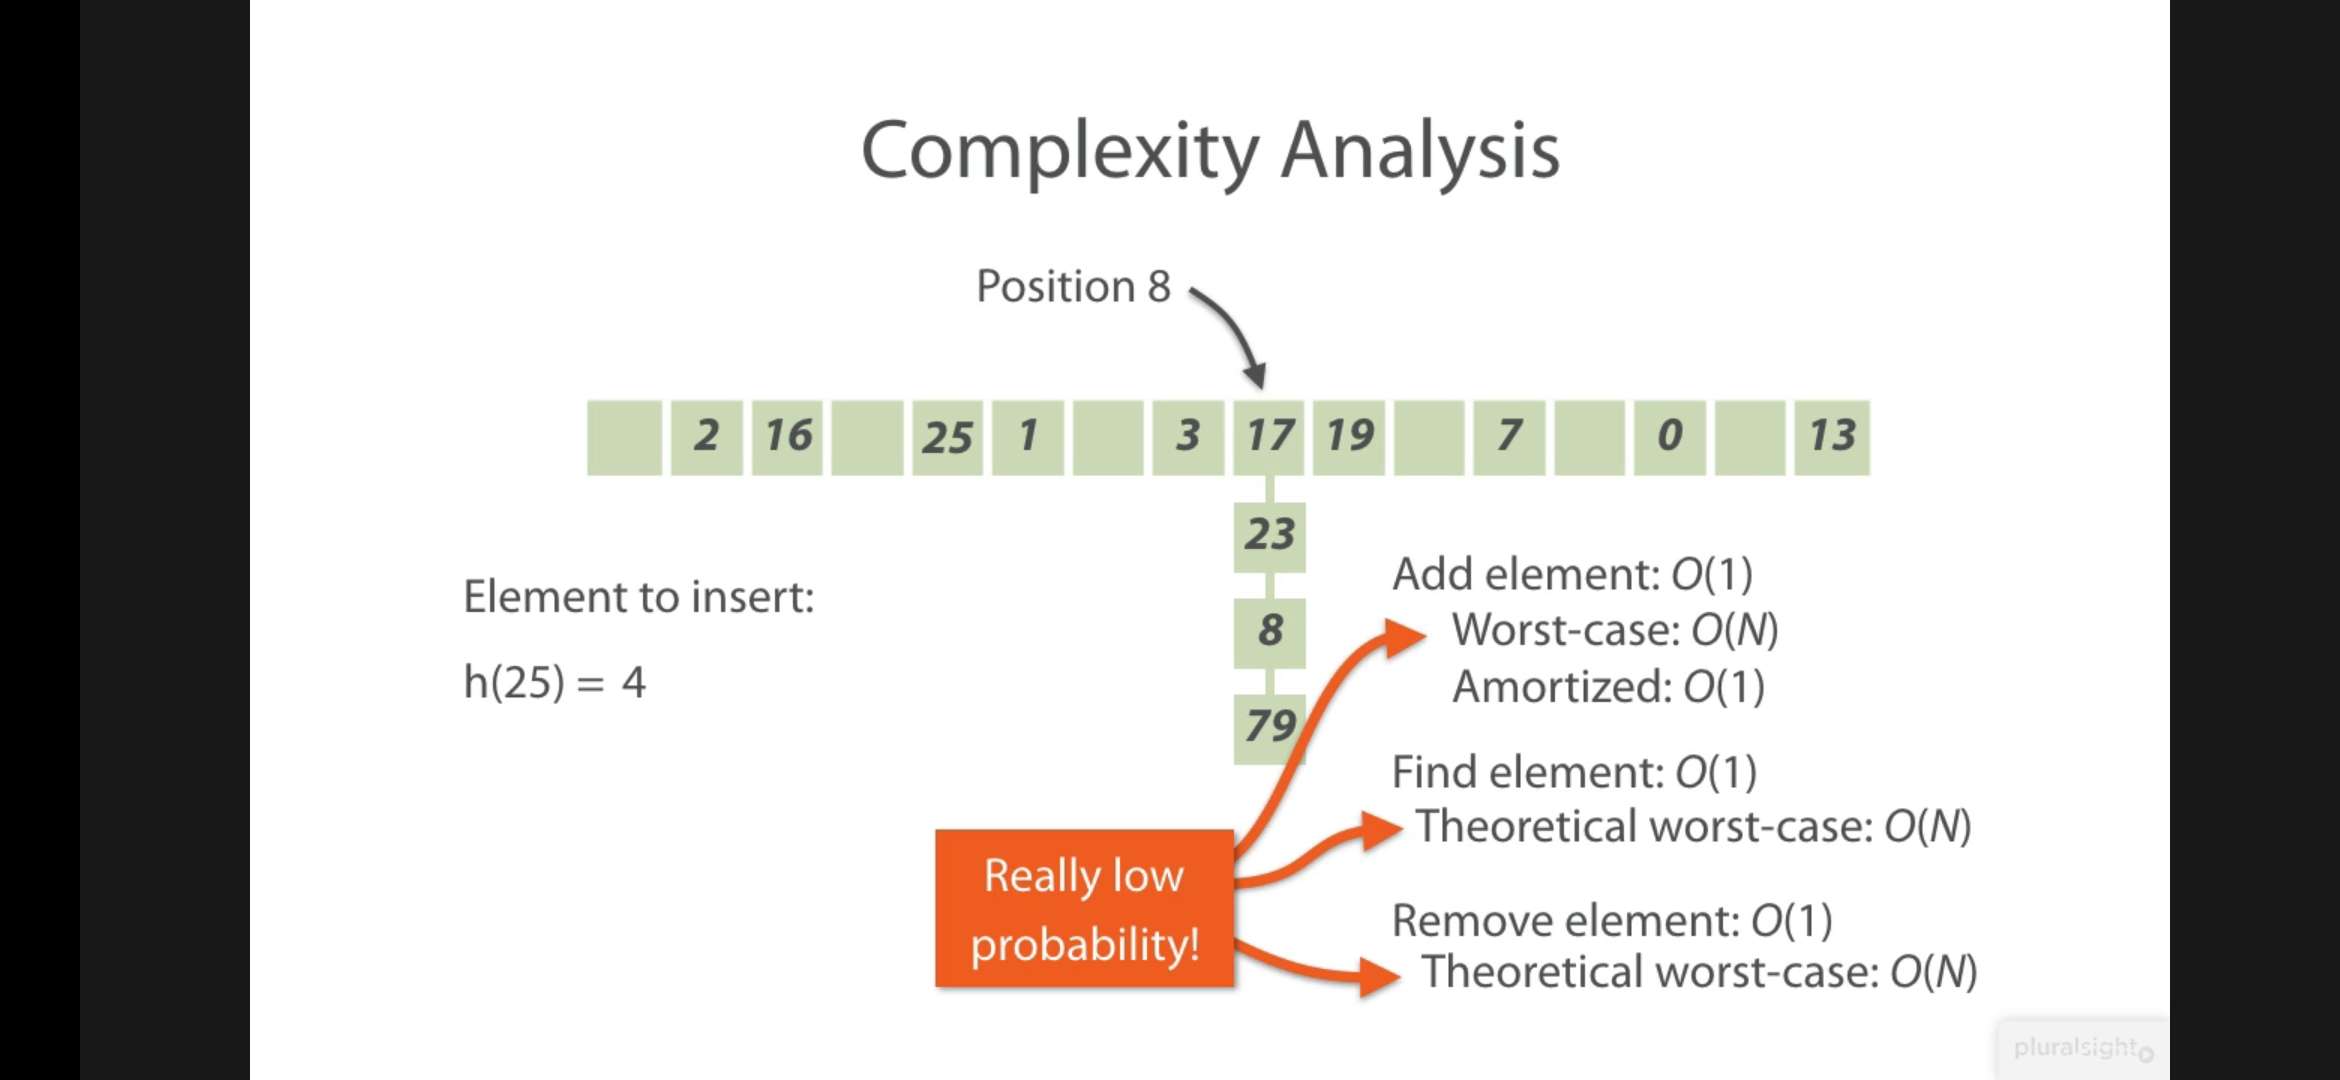 Complexity Analysis
Position 8
2 16 25 1 3 17 19 7 0 13
23
8
79
Element to insert:
h(25) = 4
Add element: O(1)
Worst-case: O(N)
Amortized: O(1)
Find element: O(1)
Theoretical worst-case: O(N)
Remove element: O(1)
Theoretical worst-case: O(N)
Really low
probability!
pluralsight